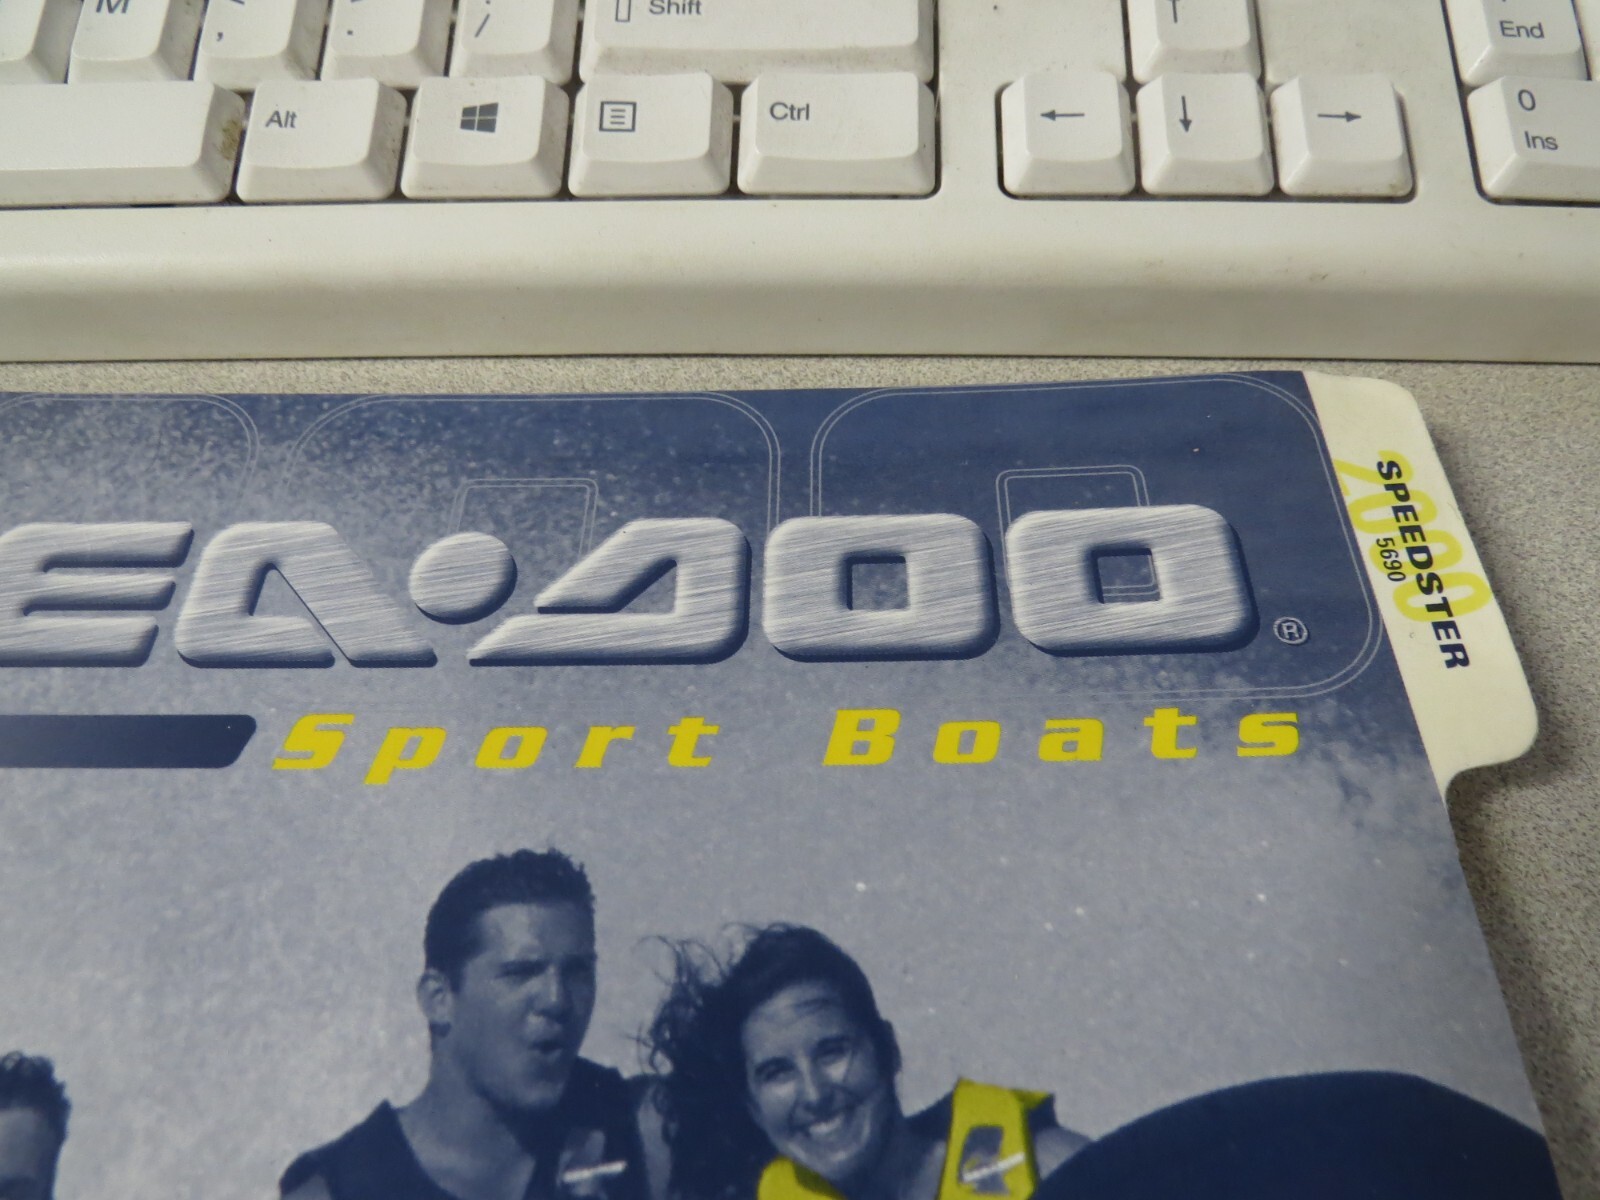 M
<
,
>
.
/
Shift
End
Alt
Ctrl
←
↓
→
0
Ins
EA·DOO®
Sport Boats
2000
SPEEDSTER
5690